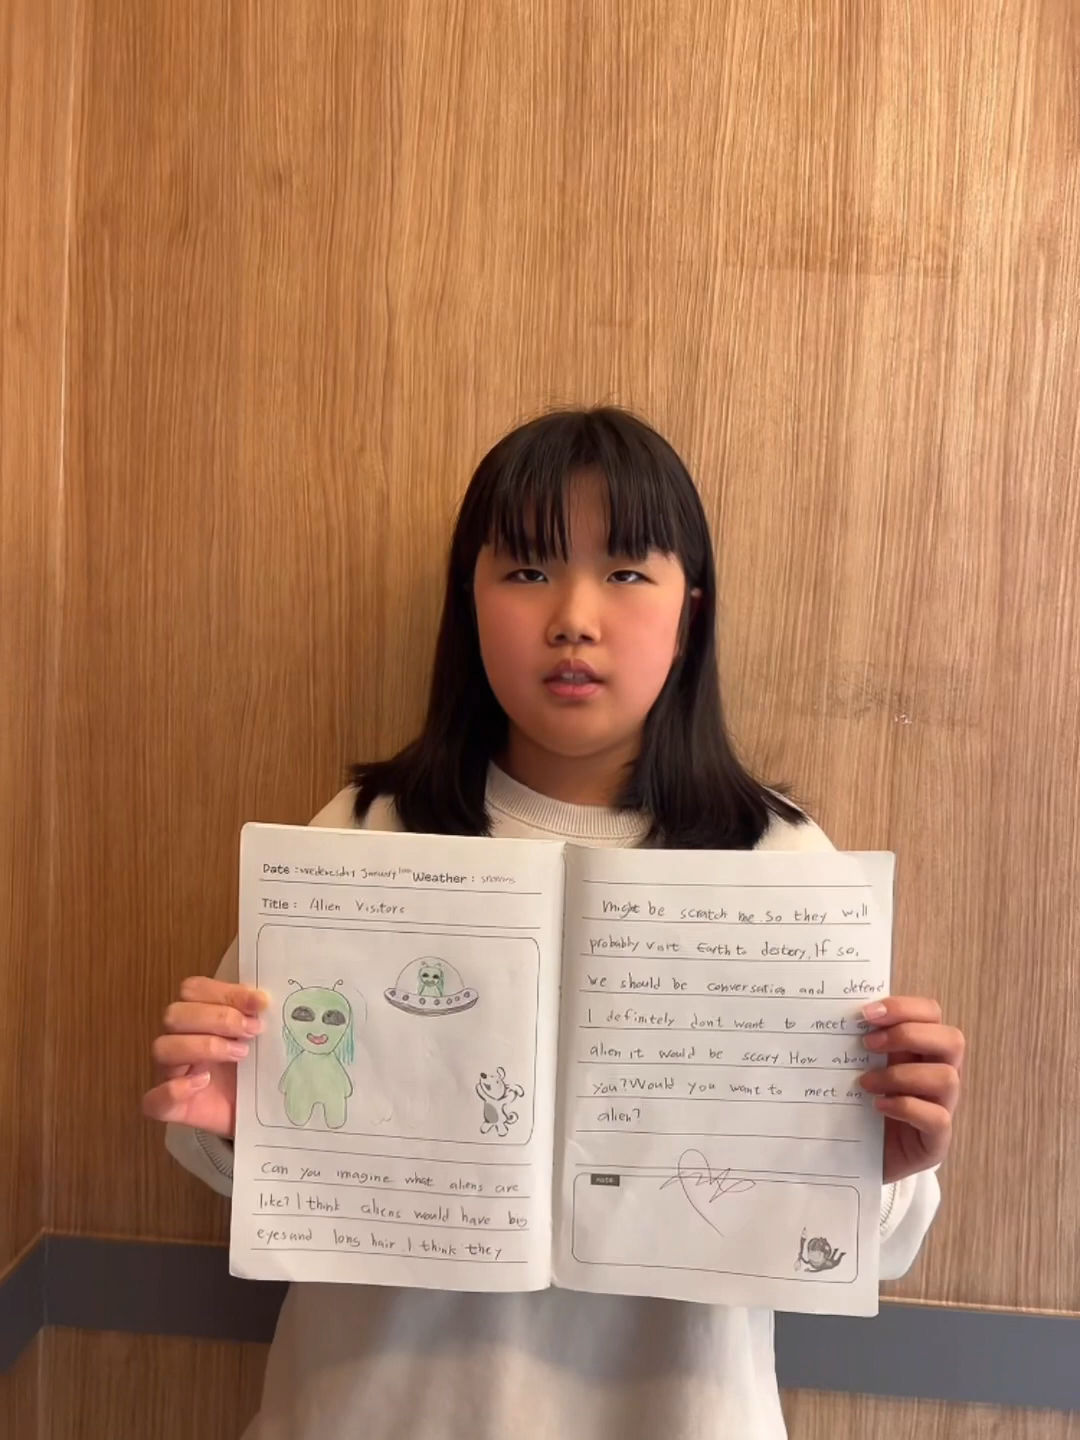 Date : Wednesday January Weather : snowing
Title : Alien Visitors
Can you imagine what aliens are
like? I think aliens would have big
eyes and long hair. I think they
might be scratch me. So they will
probably visit Earth to destory. If so,
we should be conversation and defend
I definitely dont want to meet
alien it would be scary. How about
you? Would you want to meet an
alien?
note